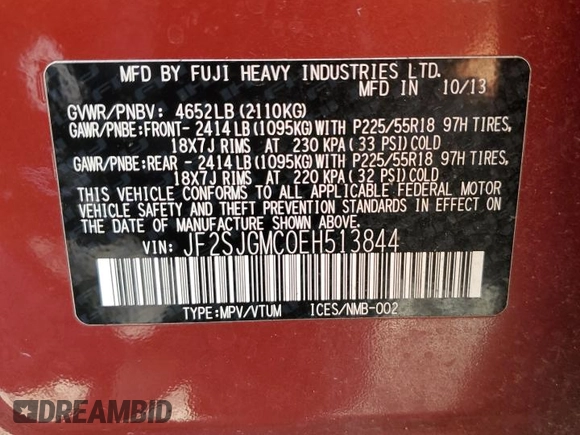 MFD BY FUJI HEAVY INDUSTRIES LTD.
MFD IN 10/13
GVWR/PNBV: 4652LB (2110KG)
GAWR/PNBE:FRONT- 2414LB (1095KG) WITH P225/55R18 97H TIRES,
18X7J RIMS AT 230 KPA (33 PSI) COLD
GAWR/PNBE:REAR - 2414LB (1095KG) WITH P225/55R18 97H TIRES,
18X7J RIMS AT 220 KPA (32 PSI) COLD
THIS VEHICLE CONFORMS TO ALL APPLICABLE FEDERAL MOTOR
VEHICLE SAFETY AND THEFT PREVENTION STANDARDS IN EFFECT ON
THE DATE OF MANUFACTURE SHOWN ABOVE.
VIN: JF2SJGMC0EH513844
TYPE:MPV/VTUM ICES/NMB-002
DREAMBID